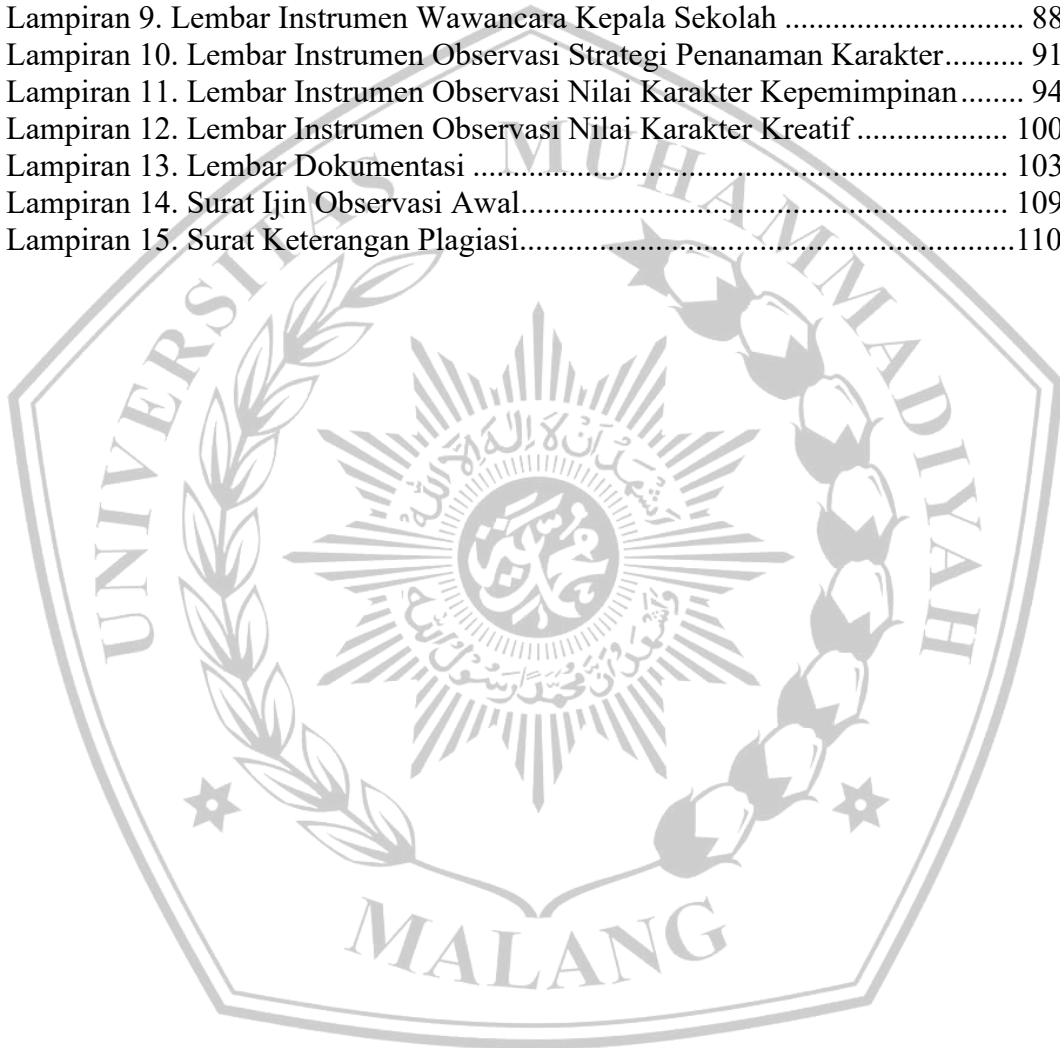 Lampiran 9. Lembar Instrumen Wawancara Kepala Sekolah ............................ 88
Lampiran 10. Lembar Instrumen Observasi Strategi Penanaman Karakter.......... 91
Lampiran 11. Lembar Instrumen Observasi Nilai Karakter Kepemimpinan........ 94
Lampiran 12. Lembar Instrumen Observasi Nilai Karakter Kreatif .................. 100
Lampiran 13. Lembar Dokumentasi ................................................................ 103
Lampiran 14. Surat Ijin Observasi Awal.......................................................... 109
Lampiran 15. Surat Keterangan Plagiasi...........................................................110
UNIVERSITAS MUHAMMADIYAH
MALANG